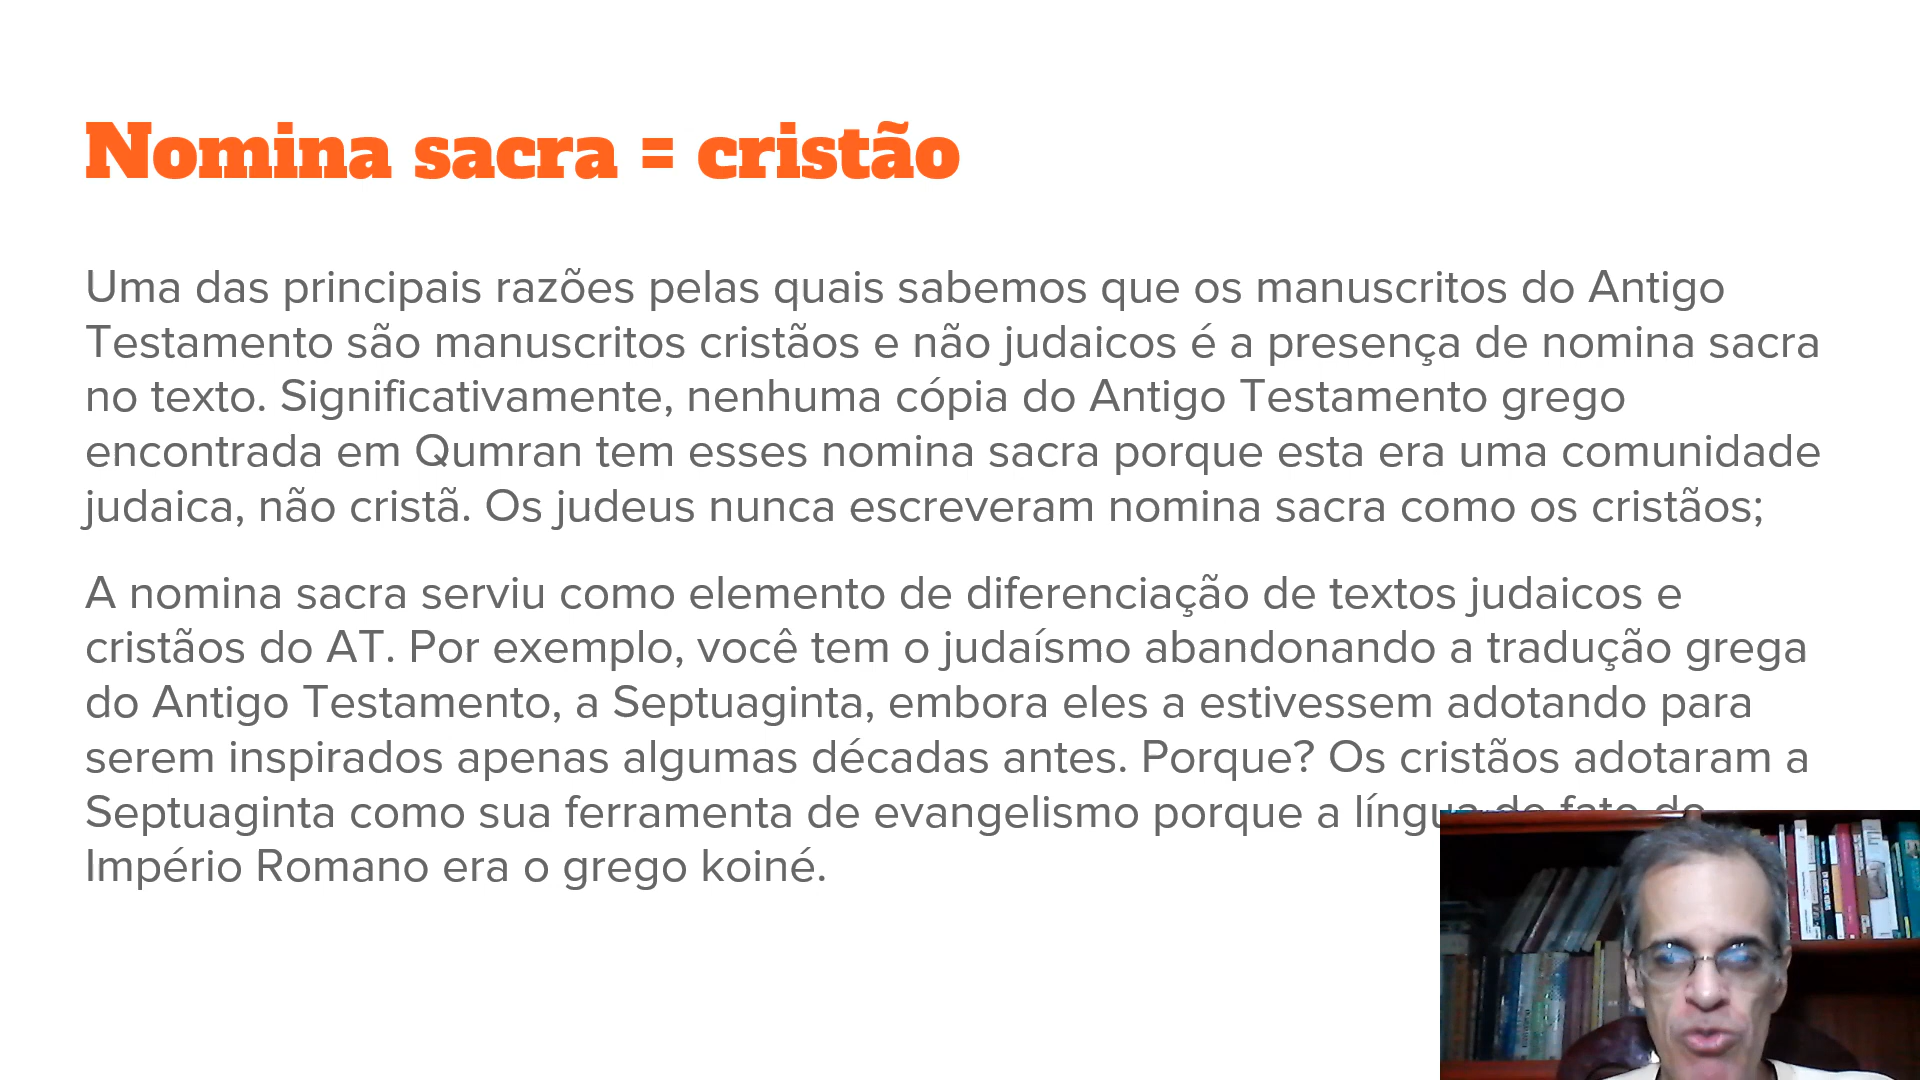 Nomina sacra = cristão
Uma das principais razões pelas quais sabemos que os manuscritos do Antigo
Testamento são manuscritos cristãos e não judaicos é a presença de nomina sacra
no texto. Significativamente, nenhuma cópia do Antigo Testamento grego
encontrada em Qumran tem esses nomina sacra porque esta era uma comunidade
judaica, não cristã. Os judeus nunca escreveram nomina sacra como os cristãos;
A nomina sacra serviu como elemento de diferenciação de textos judaicos e
cristãos do AT. Por exemplo, você tem o judaísmo abandonando a tradução grega
do Antigo Testamento, a Septuaginta, embora eles a estivessem adotando para
serem inspirados apenas algumas décadas antes. Porque? Os cristãos adotaram a
Septuaginta como sua ferramenta de evangelismo porque a língua de fato do
Império Romano era o grego koiné.